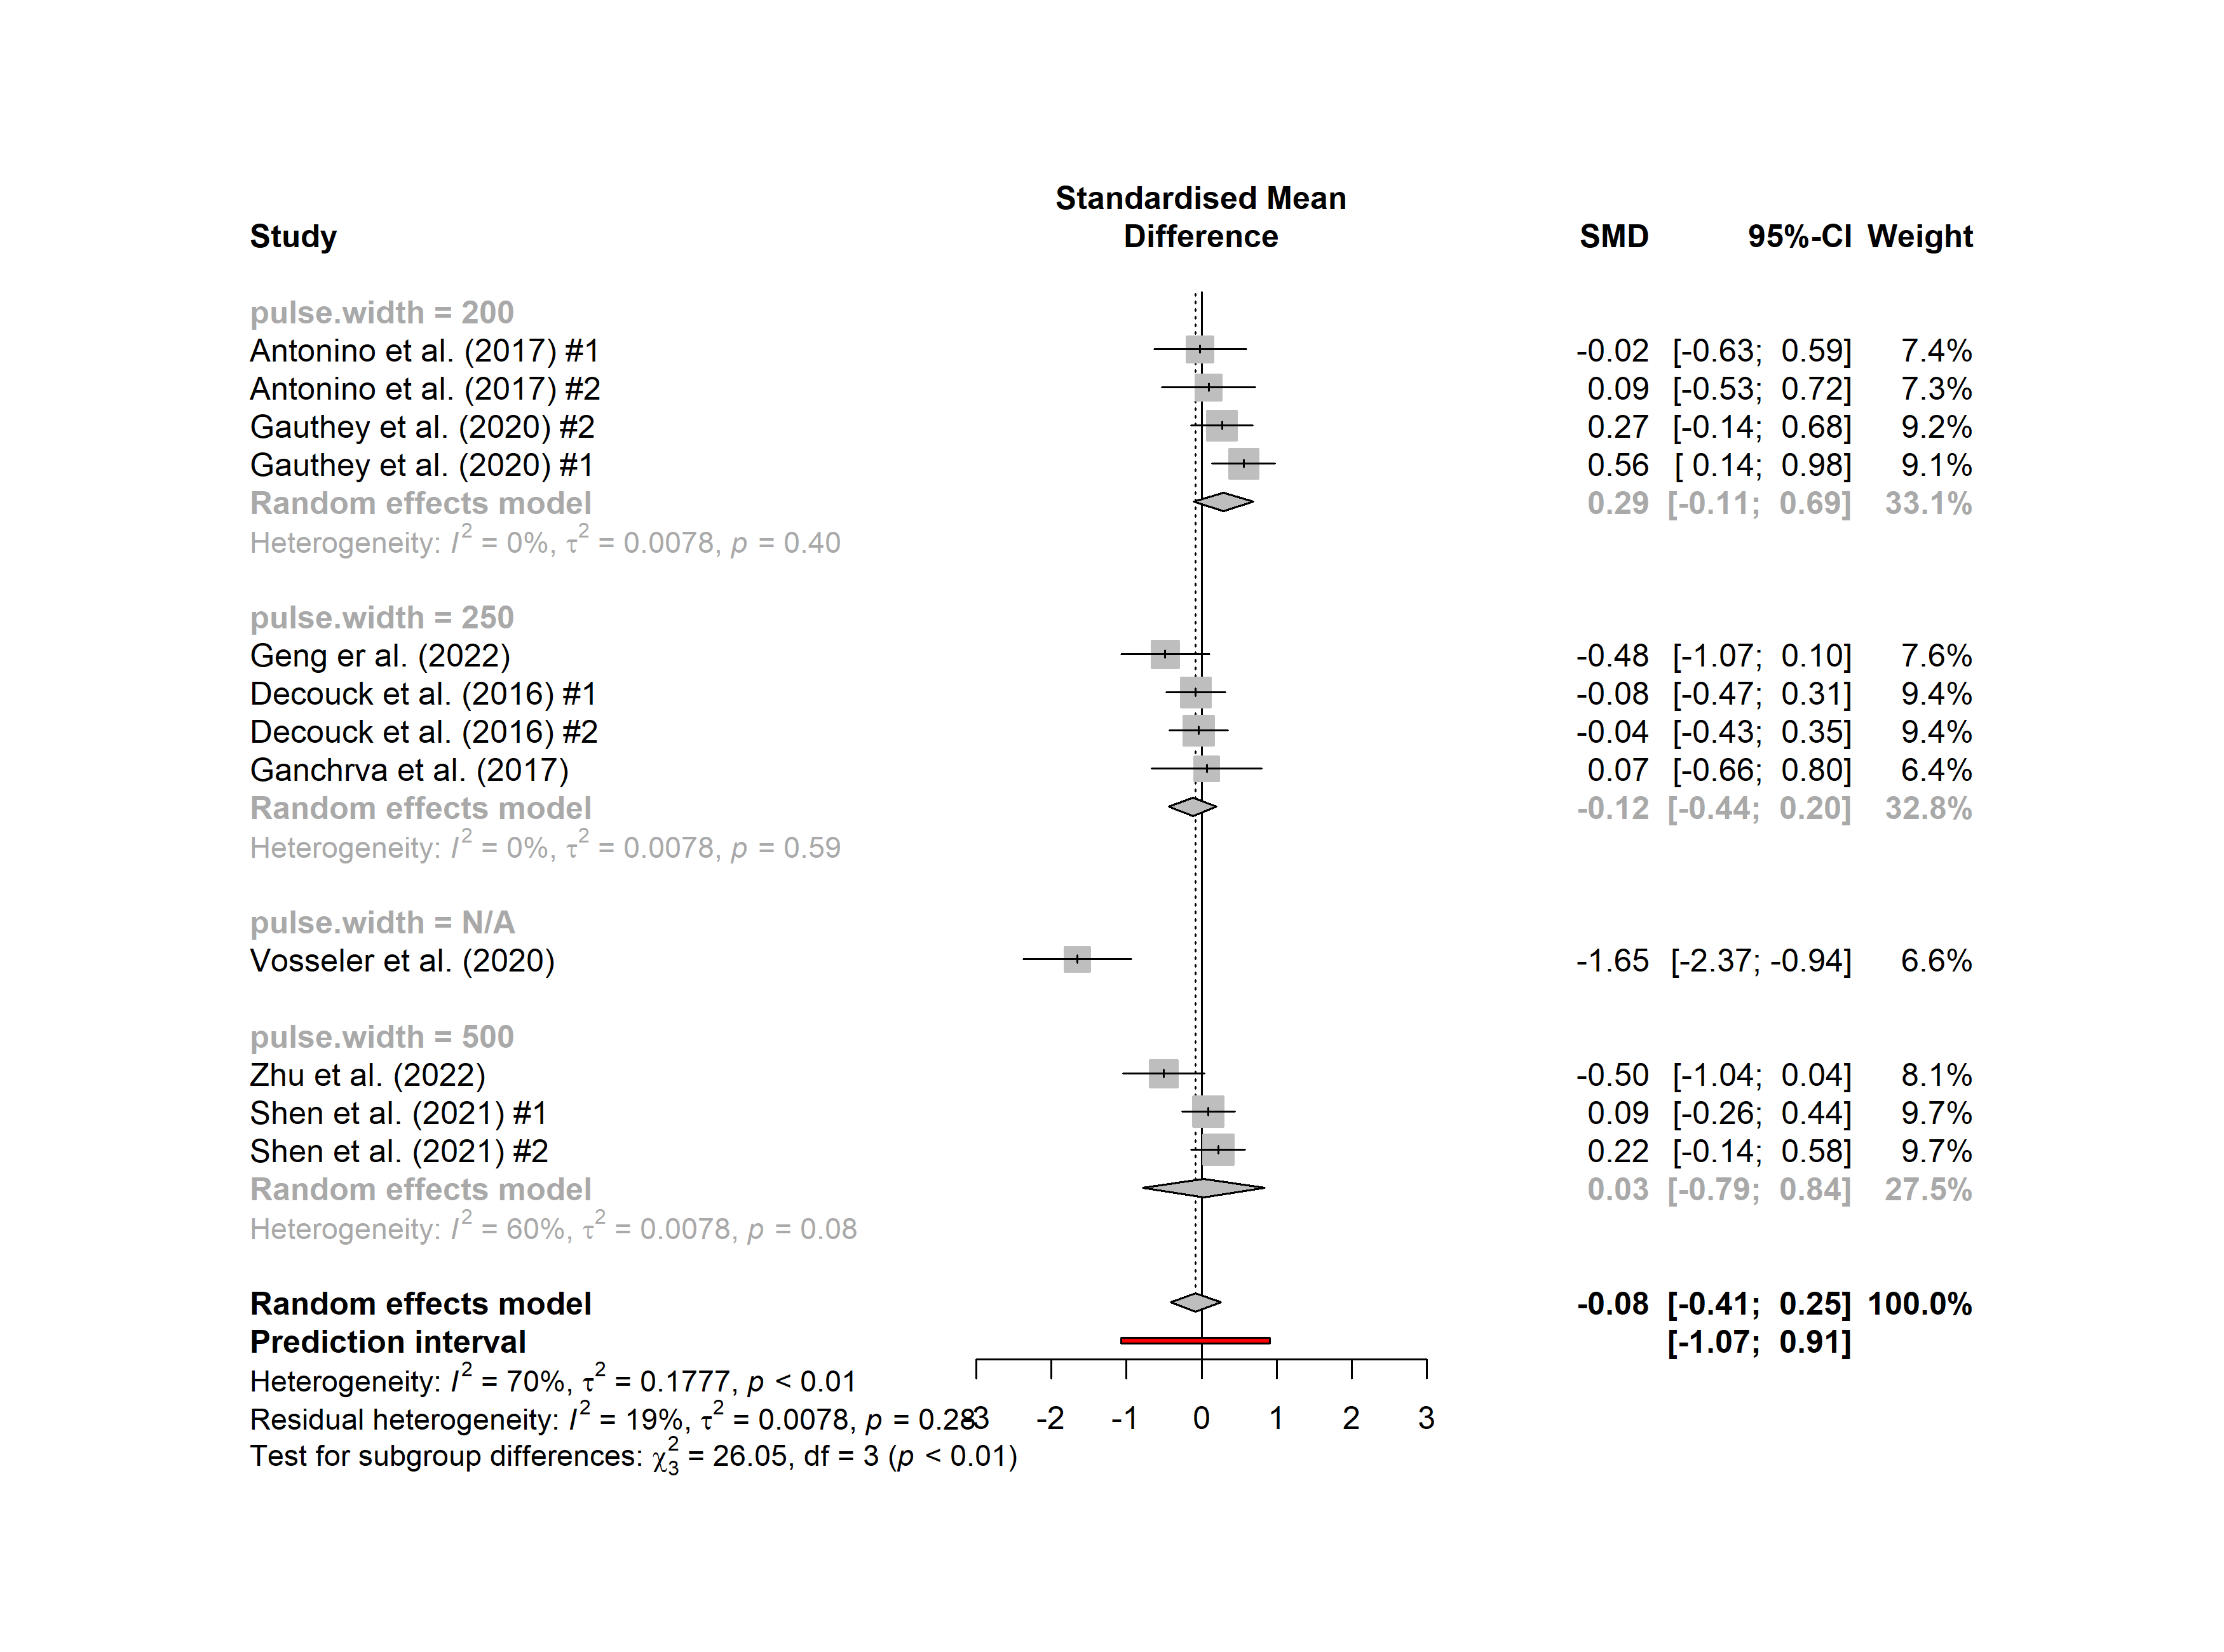 Standardised Mean
Study Difference SMD 95%-CI Weight
pulse.width = 200
Antonino et al. (2017) #1 -0.02 [-0.63; 0.59] 7.4%
Antonino et al. (2017) #2 0.09 [-0.53; 0.72] 7.3%
Gauthey et al. (2020) #2 0.27 [-0.14; 0.68] 9.2%
Gauthey et al. (2020) #1 0.56 [ 0.14; 0.98] 9.1%
Random effects model 0.29 [-0.11; 0.69] 33.1%
Heterogeneity: I² = 0%, τ² = 0.0078, p = 0.40
pulse.width = 250
Geng er al. (2022) -0.48 [-1.07; 0.10] 7.6%
Decouck et al. (2016) #1 -0.08 [-0.47; 0.31] 9.4%
Decouck et al. (2016) #2 -0.04 [-0.43; 0.35] 9.4%
Ganchrva et al. (2017) 0.07 [-0.66; 0.80] 6.4%
Random effects model -0.12 [-0.44; 0.20] 32.8%
Heterogeneity: I² = 0%, τ² = 0.0078, p = 0.59
pulse.width = N/A
Vosseler et al. (2020) -1.65 [-2.37; -0.94] 6.6%
pulse.width = 500
Zhu et al. (2022) -0.50 [-1.04; 0.04] 8.1%
Shen et al. (2021) #1 0.09 [-0.26; 0.44] 9.7%
Shen et al. (2021) #2 0.22 [-0.14; 0.58] 9.7%
Random effects model 0.03 [-0.79; 0.84] 27.5%
Heterogeneity: I² = 60%, τ² = 0.0078, p = 0.08
Random effects model -0.08 [-0.41; 0.25] 100.0%
Prediction interval [-1.07; 0.91]
Heterogeneity: I² = 70%, τ² = 0.1777, p < 0.01
Residual heterogeneity: I² = 19%, τ² = 0.0078, p = 0.28
-3 -2 -1 0 1 2 3
Test for subgroup differences: χ²₃ = 26.05, df = 3 (p < 0.01)